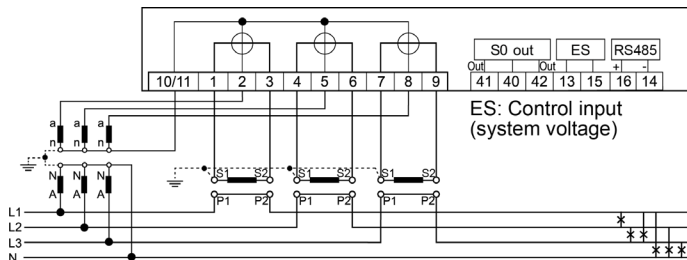 S0 out ES RS485
Out Out + -
10/11 1 2 3 4 5 6 7 8 9 41 40 42 13 15 16 14
ES: Control input
(system voltage)
a a a
n n n
N N N
A A A
S1 S2 S1 S2 S1 S2
P1 P2 P1 P2 P1 P2
L1
L2
L3
N